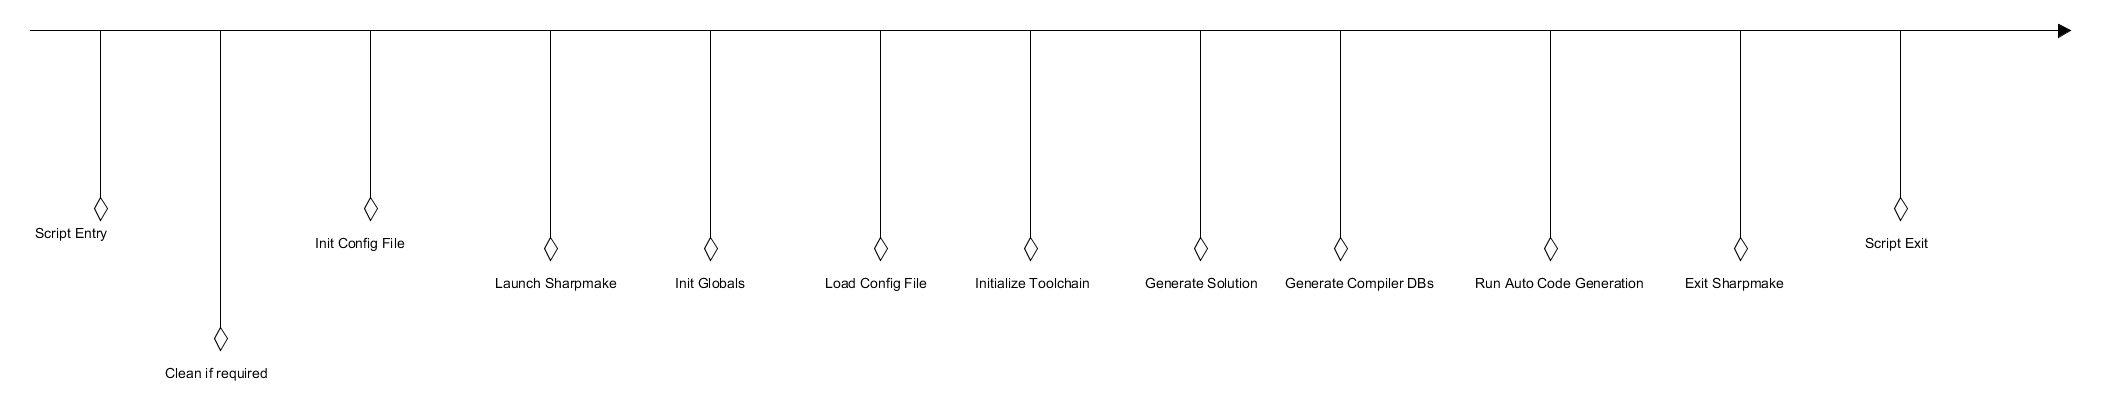 Script Entry
Clean if required
Init Config File
Launch Sharpmake
Init Globals
Load Config File
Initialize Toolchain
Generate Solution
Generate Compiler DBs
Run Auto Code Generation
Exit Sharpmake
Script Exit